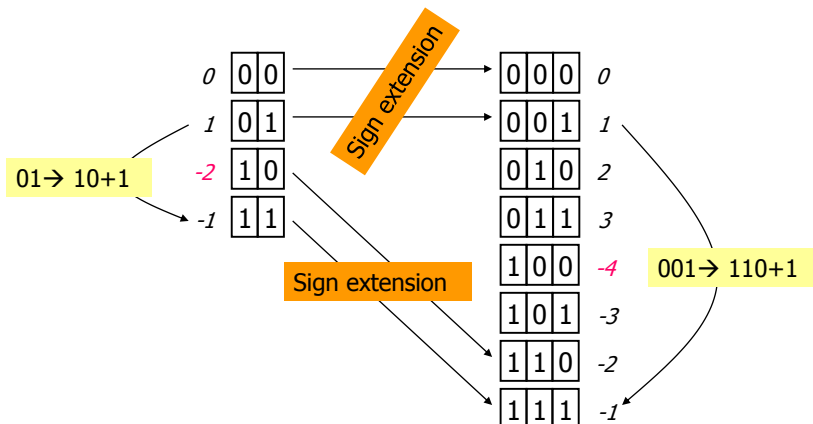 0 0 0 0 0 0 0
1 0 1 0 0 1 1
-2 1 0 0 1 0 2
-1 1 1 0 1 1 3
1 0 0 -4
1 0 1 -3
1 1 0 -2
1 1 1 -1
Sign extension
Sign extension
01→ 10+1
001→ 110+1